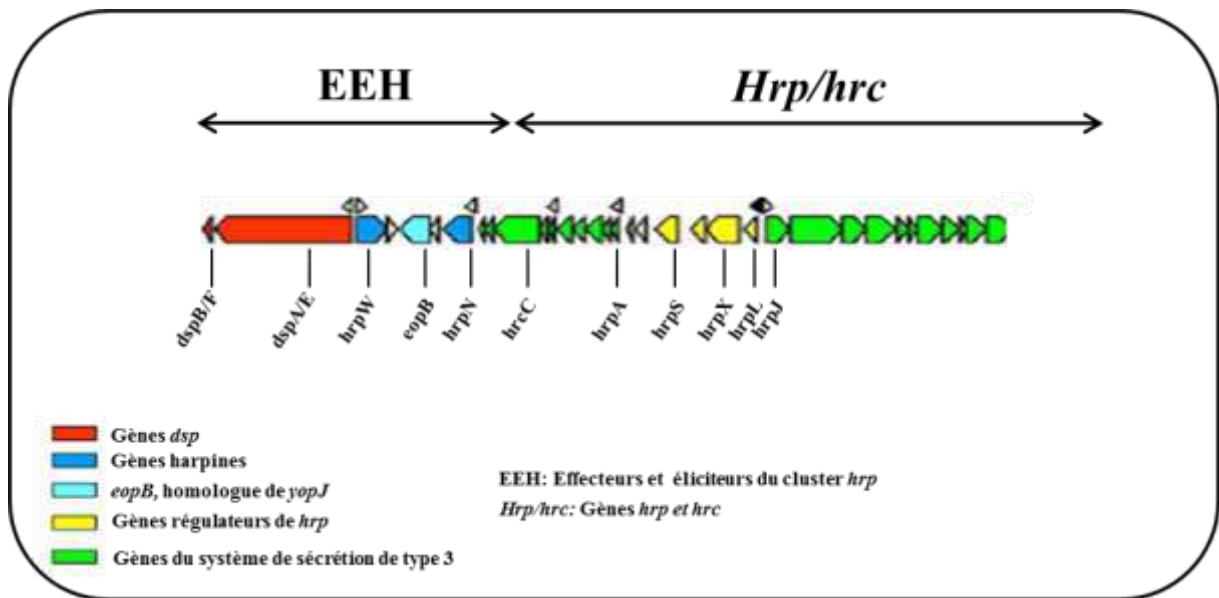 EEH
Hrp/hrc
dspB/F
dspA/E
hrpW
eopB
hrpN
hrcC
hrpA
hrpS
hrpX
hrpL
hrpJ
Gènes dsp
Gènes harpines
eopB, homologue de yopJ
Gènes régulateurs de hrp
Gènes du système de sécrétion de type 3
EEH: Effecteurs et éliciteurs du cluster hrp
Hrp/hrc: Gènes hrp et hrc